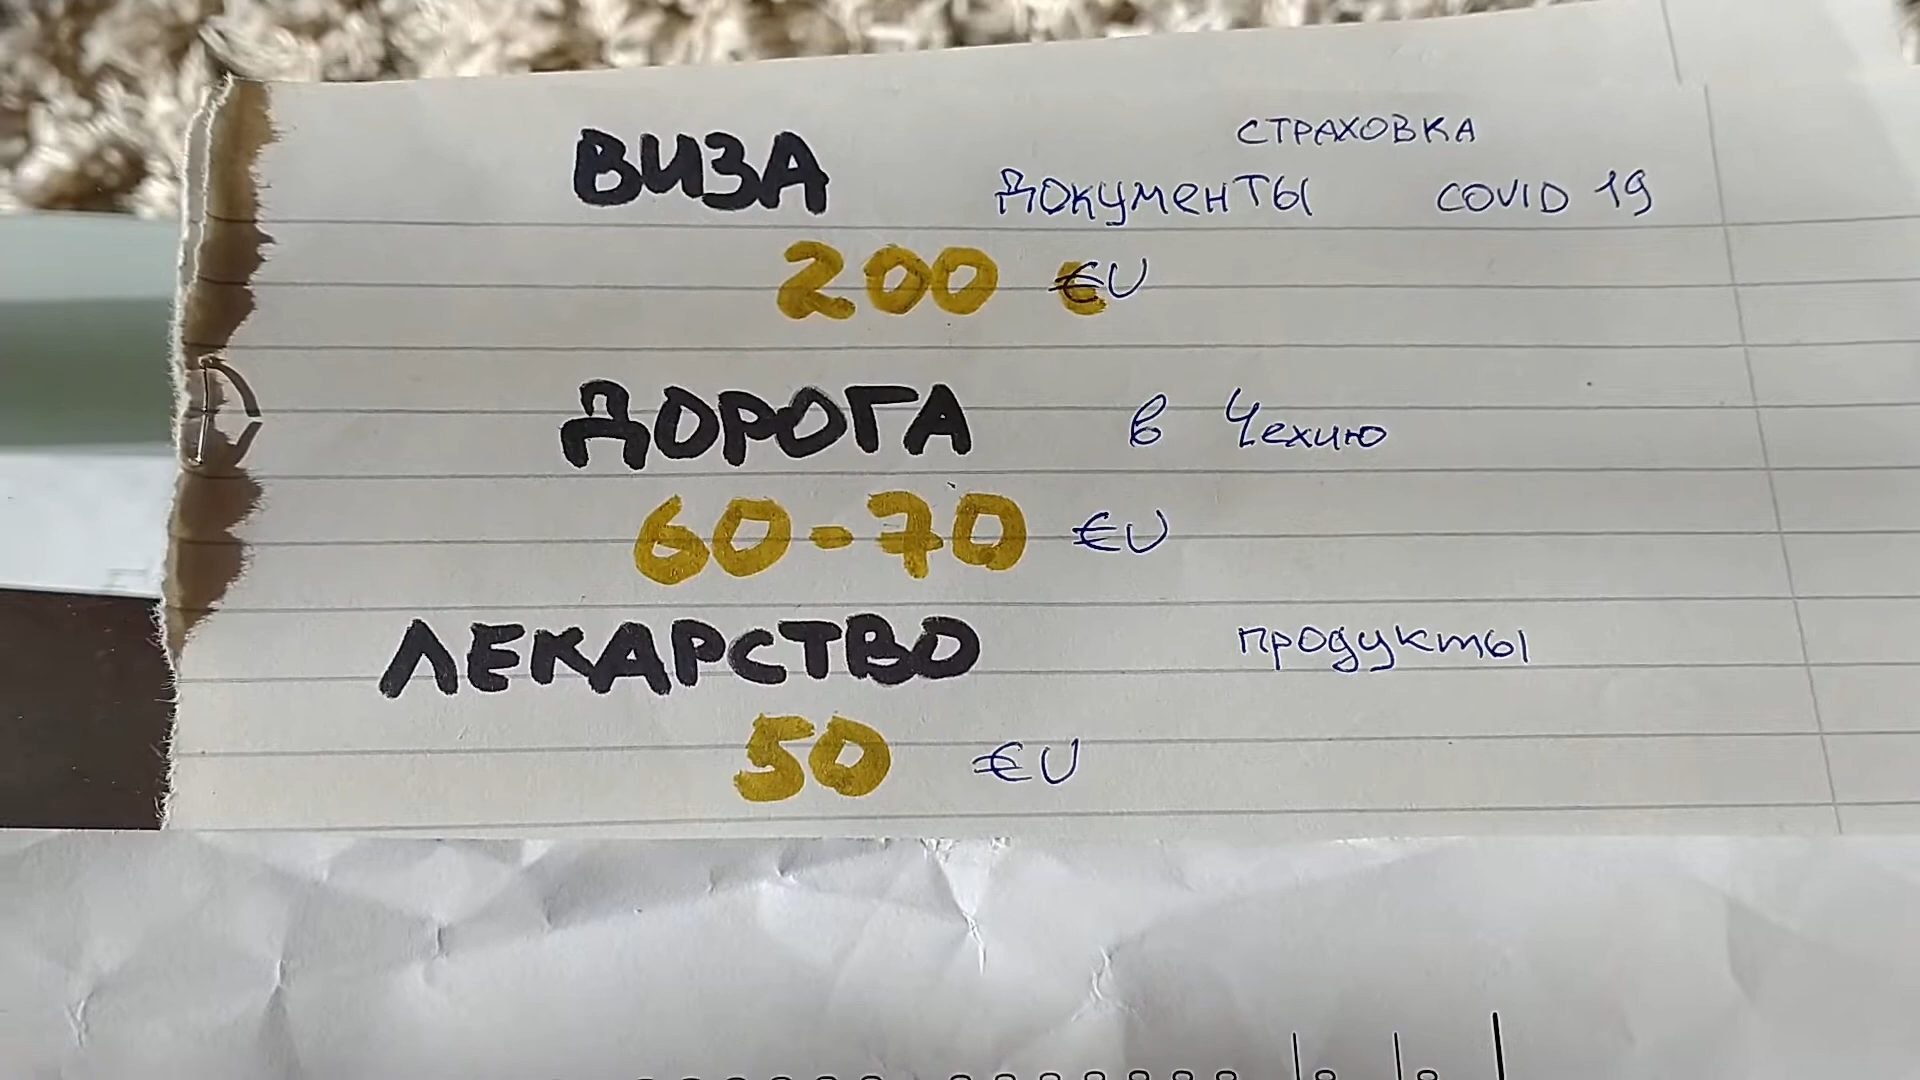 ВИЗА СТРАХОВКА
ДОКУМЕНТЫ COVID 19
200 €U
ДОРОГА в Чехию
60-70 €U
ЛЕКАРСТВО продукты
50 €U